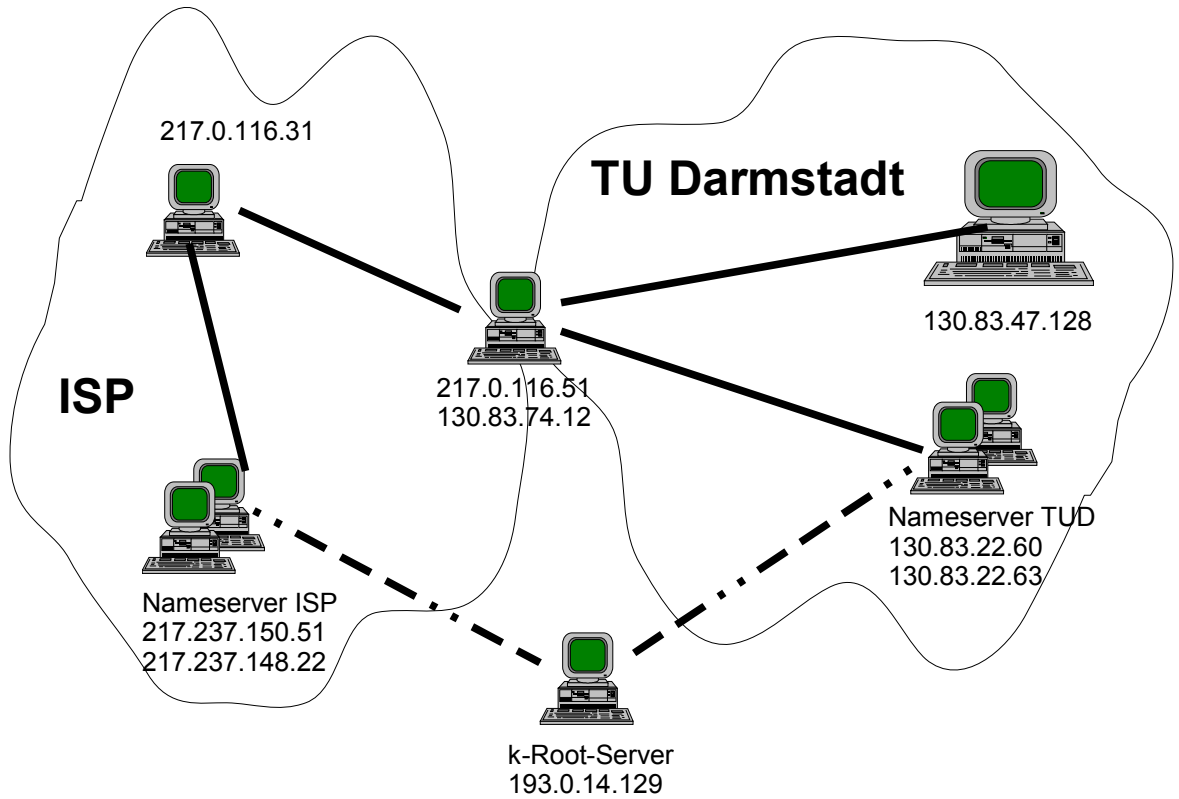 217.0.116.31
TU Darmstadt
130.83.47.128
ISP
217.0.116.51
130.83.74.12
Nameserver TUD
130.83.22.60
130.83.22.63
Nameserver ISP
217.237.150.51
217.237.148.22
k-Root-Server
193.0.14.129